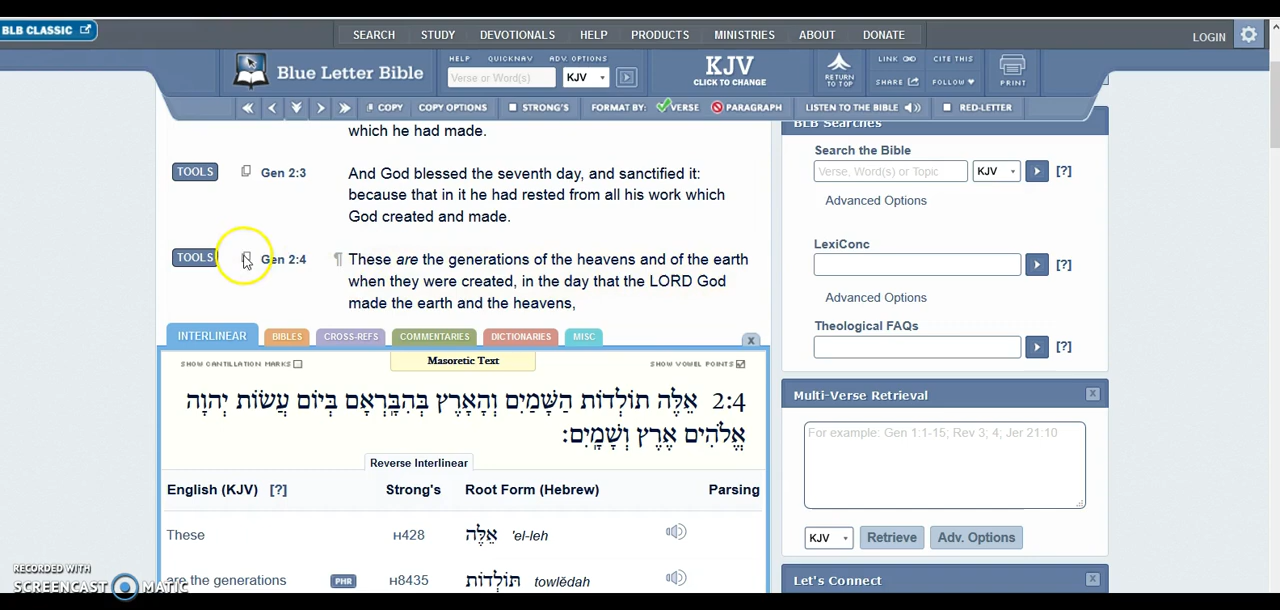 BLB CLASSIC
SEARCH STUDY DEVOTIONALS HELP PRODUCTS MINISTRIES ABOUT DONATE
LOGIN
Blue Letter Bible
HELP QUICKNAV ADV. OPTIONS
Verse or Word(s) KJV
KJV
CLICK TO CHANGE
RETURN
TO TOP
LINK CITE THIS
SHARE FOLLOW
PRINT
COPY COPY OPTIONS STRONG'S FORMAT BY: VERSE PARAGRAPH LISTEN TO THE BIBLE RED-LETTER
which he had made.
TOOLS Gen 2:3 And God blessed the seventh day, and sanctified it:
because that in it he had rested from all his work which
God created and made.
TOOLS Gen 2:4 ¶ These are the generations of the heavens and of the earth
when they were created, in the day that the LORD God
made the earth and the heavens,
INTERLINEAR BIBLES CROSS-REFS COMMENTARIES DICTIONARIES MISC X
SHOW CANTILLATION MARKS Masoretic Text SHOW VOWEL POINTS
2:4 אֵלֶּה תוֹלְדוֹת הַשָּׁמַיִם וְהָאָרֶץ בְּהִבָּֽרְאָם בְּיוֹם עֲשׂוֹת יְהוָה
אֱלֹהִים אֶרֶץ וְשָׁמָֽיִם׃
Reverse Interlinear
English (KJV) [?] Strong's Root Form (Hebrew) Parsing
These H428 אֵלֶּה 'el-leh
are the generations PHR H8435 תּוֹלְדוֹת towlĕdah
BLB Searches
Search the Bible
Verse, Word(s) or Topic KJV [?]
Advanced Options
LexiConc
[?]
Advanced Options
Theological FAQs
[?]
Multi-Verse Retrieval X
For example: Gen 1:1-15; Rev 3; 4; Jer 21:10
KJV Retrieve Adv. Options
Let's Connect X
RECORDED WITH
SCREENCAST MATIC